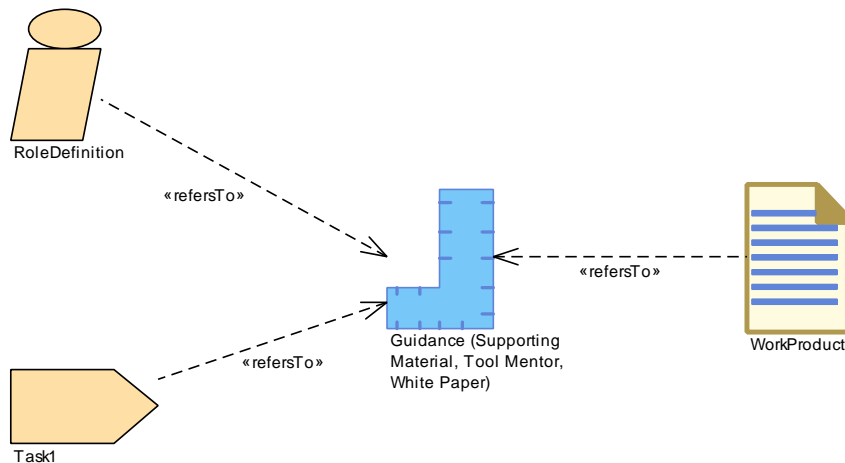 RoleDefinition
«refersTo»
«refersTo»
Guidance (Supporting
Material, Tool Mentor,
White Paper)
WorkProduct
«refersTo»
Task1